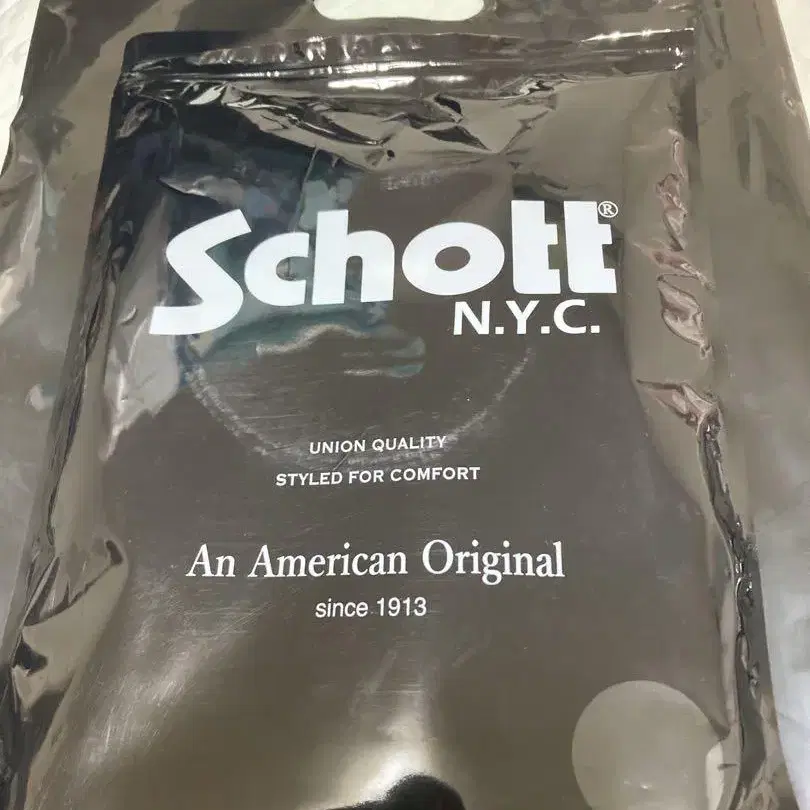 Schott®
N.Y.C.
UNION QUALITY
STYLED FOR COMFORT
An American Original
since 1913